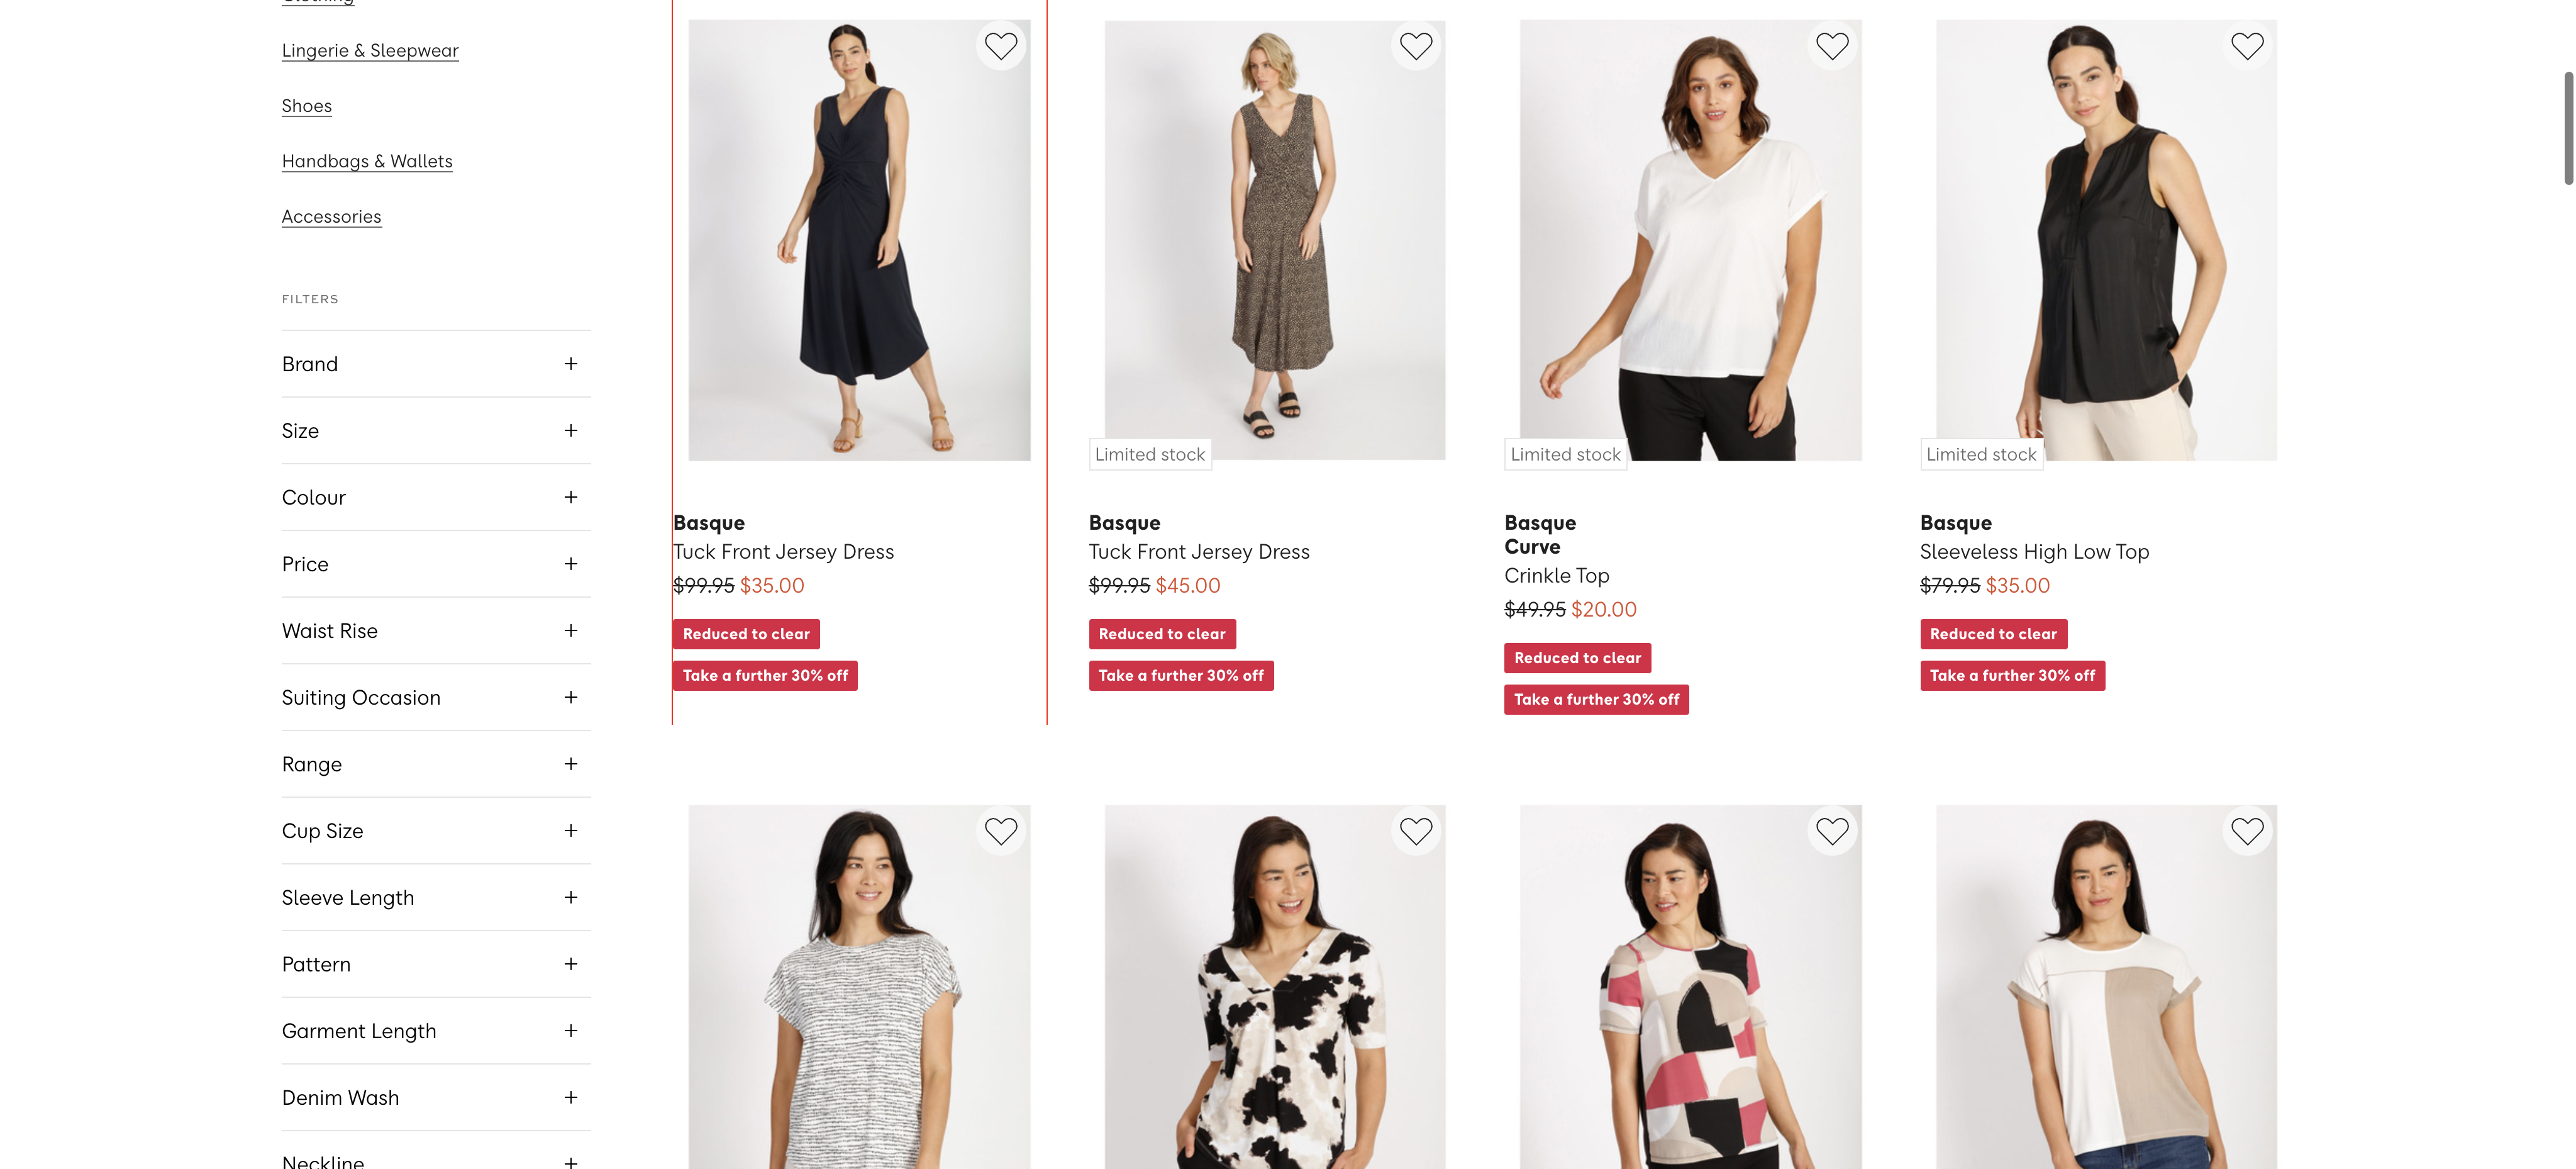 Clothing
Lingerie & Sleepwear
Shoes
Handbags & Wallets
Accessories
FILTERS
Brand
Size
Colour
Price
Waist Rise
Suiting Occasion
Range
Cup Size
Sleeve Length
Pattern
Garment Length
Denim Wash
Neckline
Basque
Tuck Front Jersey Dress
$99.95 $35.00
Reduced to clear
Take a further 30% off
Limited stock
Basque
Tuck Front Jersey Dress
$99.95 $45.00
Reduced to clear
Take a further 30% off
Limited stock
Basque
Curve
Crinkle Top
$49.95 $20.00
Reduced to clear
Take a further 30% off
Limited stock
Basque
Sleeveless High Low Top
$79.95 $35.00
Reduced to clear
Take a further 30% off